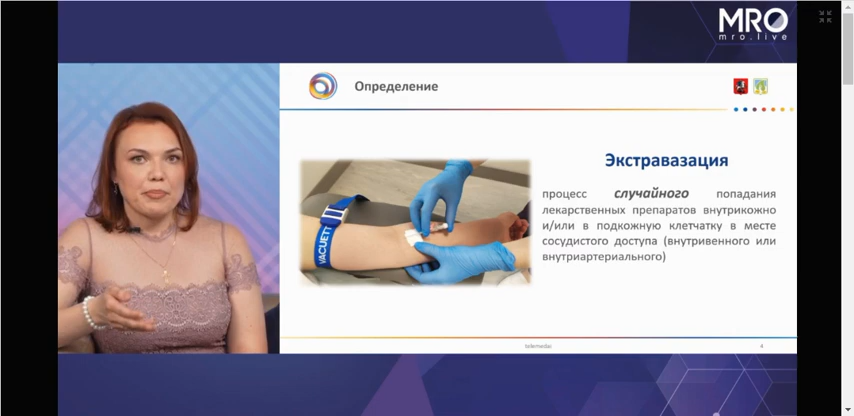 MRO
mro.live
Определение
Экстравазация
процесс случайного попадания
лекарственных препаратов внутрикожно
и/или в подкожную клетчатку в месте
сосудистого доступа (внутривенного или
внутриартериального)
VACUETT
4